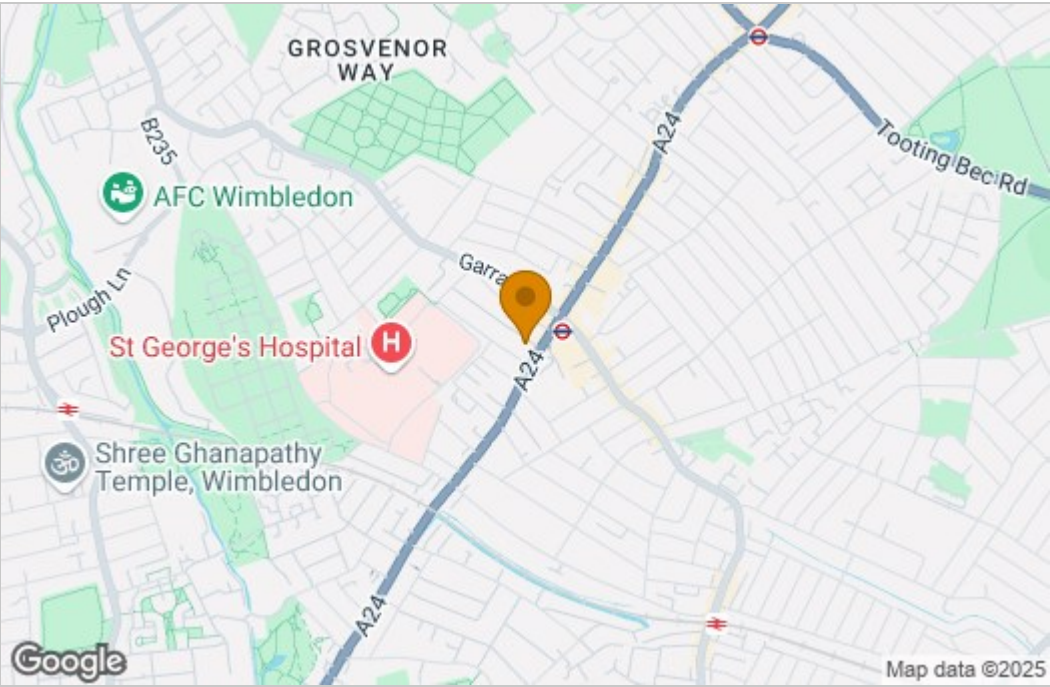 GROSVENOR
WAY
B235
A24
Tooting Bec Rd
AFC Wimbledon
Garra
Plough Ln
St George's Hospital
H
A24
Shree Ghanapathy
Temple, Wimbledon
A24
Google
Map data ©2025